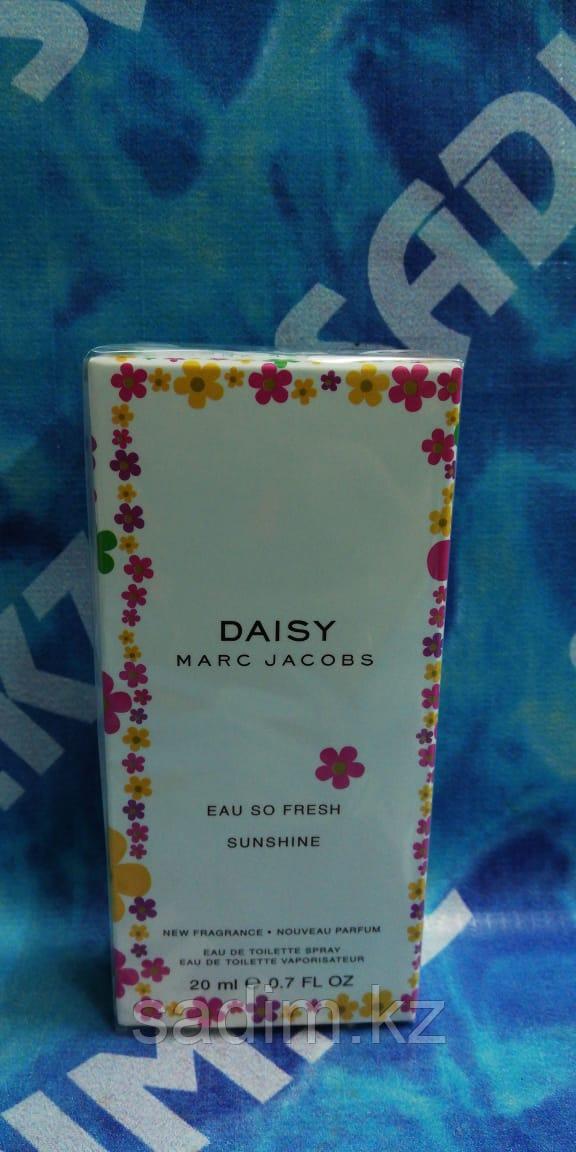 SADI
DAISY
MARC JACOBS
EAU SO FRESH
SUNSHINE
NEW FRAGRANCE • NOUVEAU PARFUM
EAU DE TOILETTE SPRAY
EAU DE TOILETTE VAPORISATEUR
20 ml e 0.7 FL OZ
sadim.kz